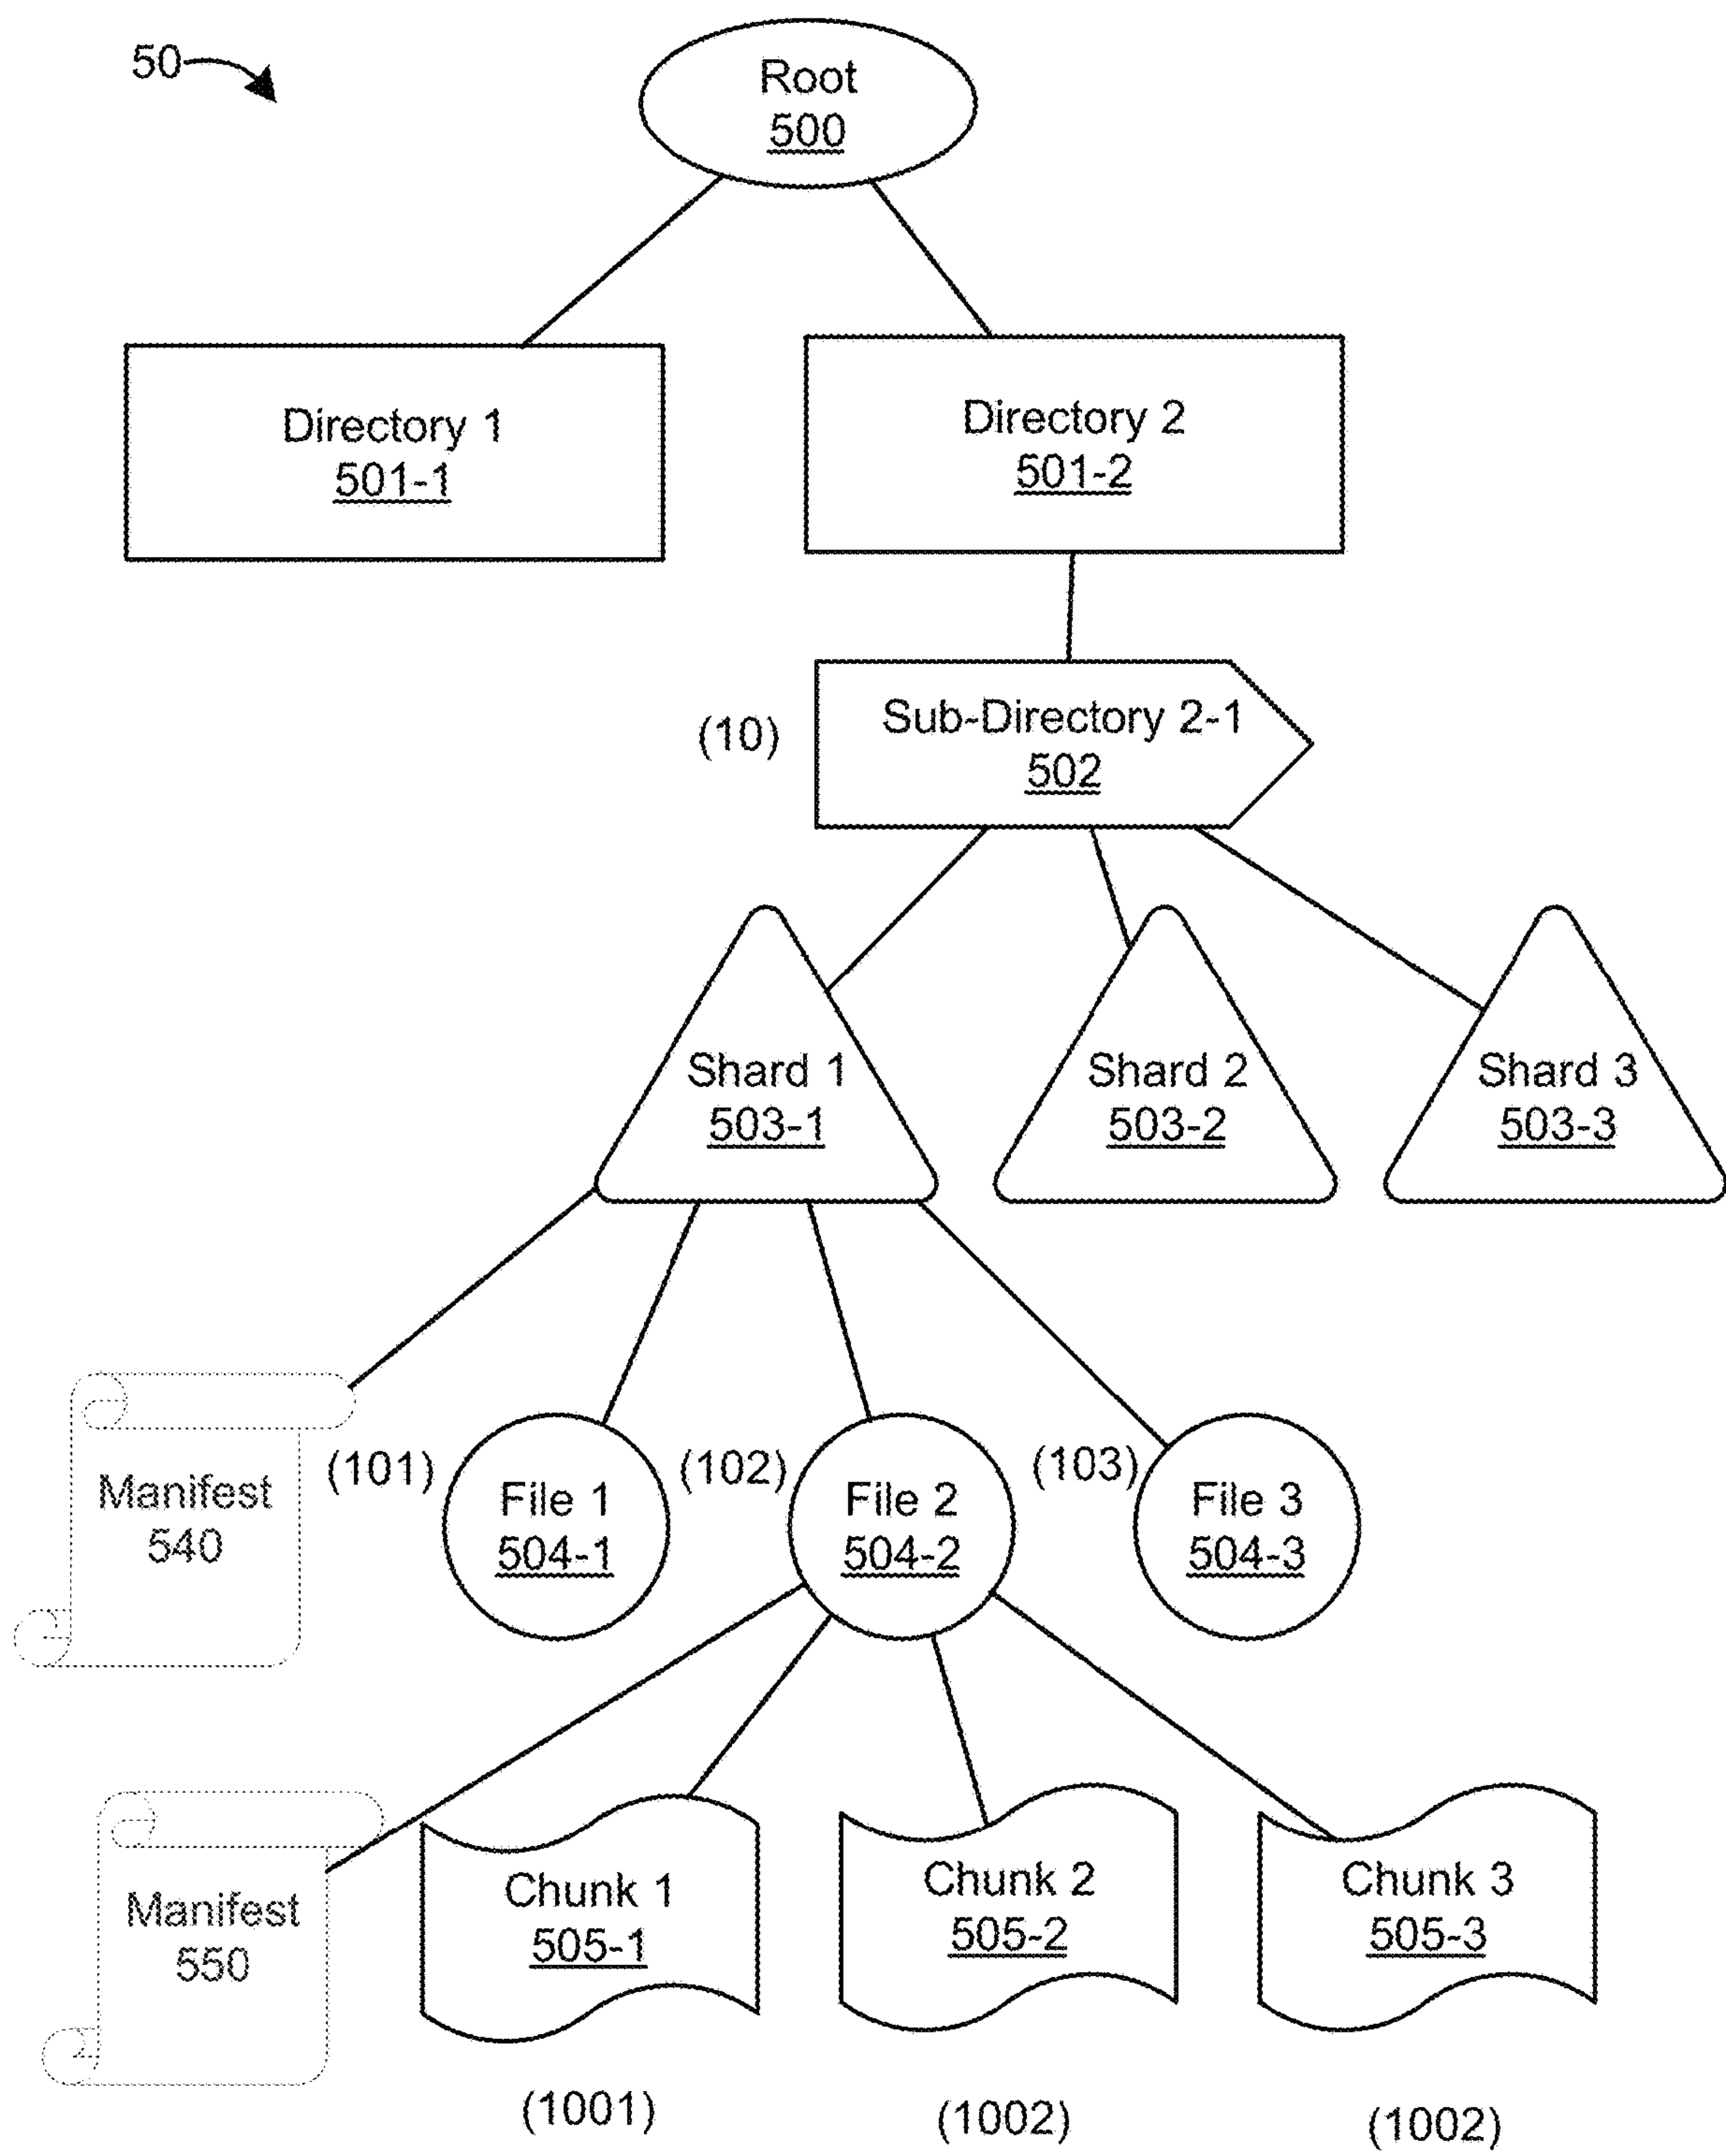 50
Root
500
Directory 1
501-1
Directory 2
501-2
(10)
Sub-Directory 2-1
502
Shard 1
503-1
Shard 2
503-2
Shard 3
503-3
Manifest
540
(101)
File 1
504-1
(102)
File 2
504-2
(103)
File 3
504-3
Manifest
550
Chunk 1
505-1
Chunk 2
505-2
Chunk 3
505-3
(1001)
(1002)
(1002)